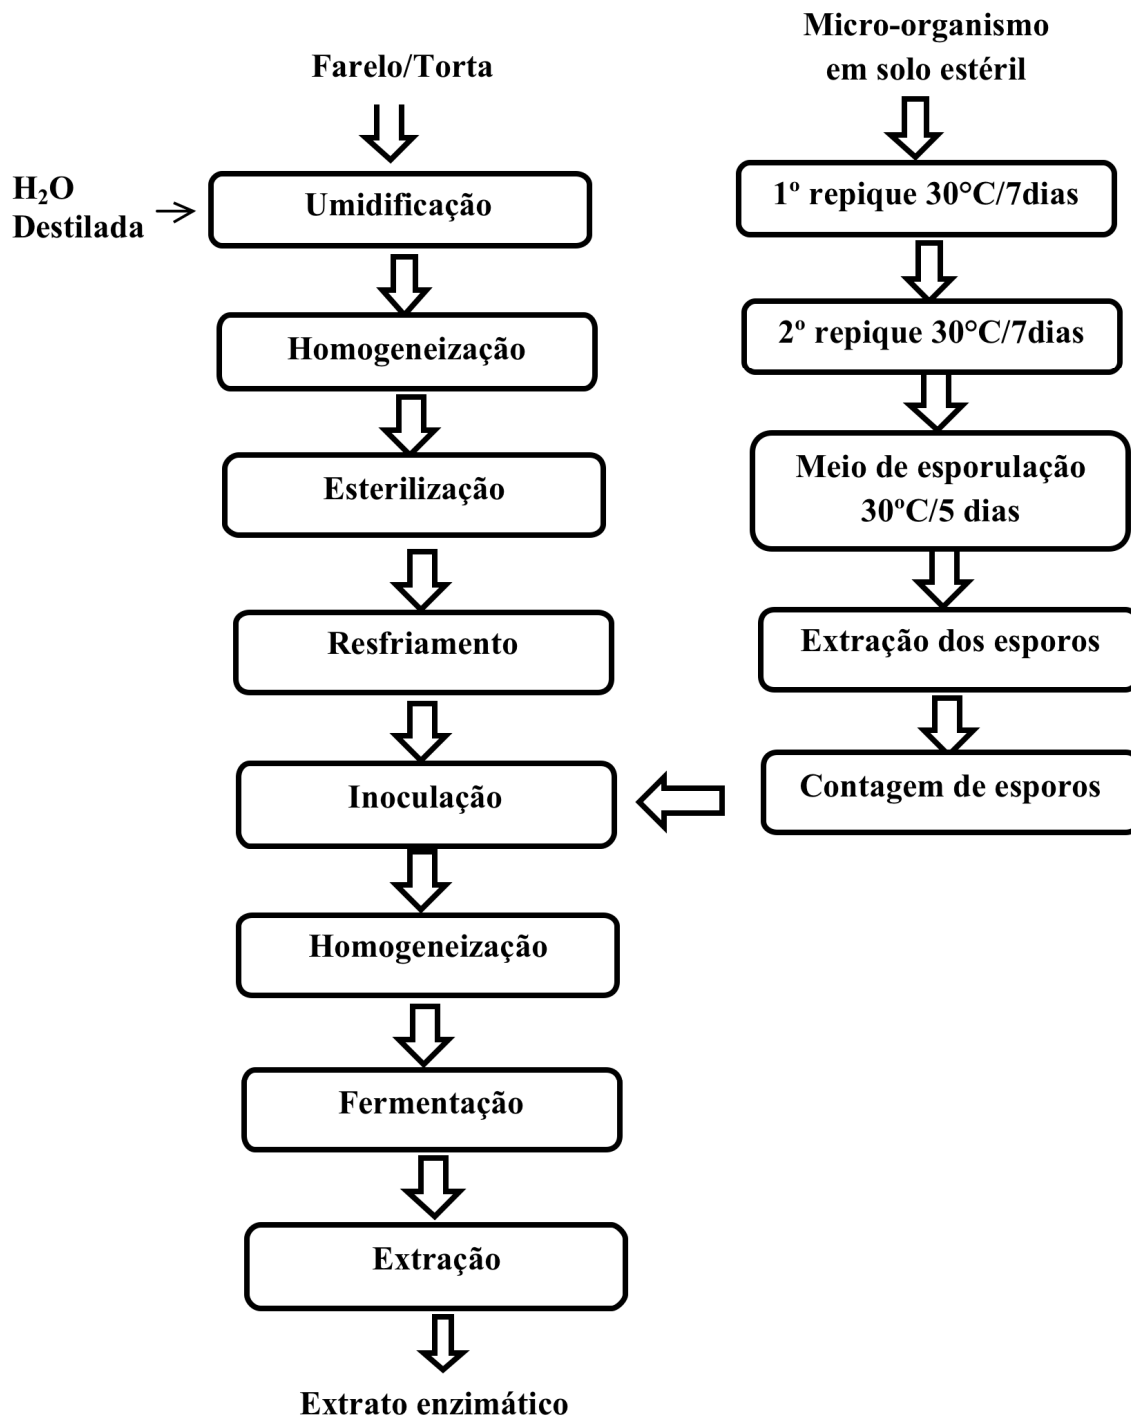 Farelo/Torta
H₂O
Destilada
Umidificação
Homogeneização
Esterilização
Resfriamento
Inoculação
Homogeneização
Fermentação
Extração
Extrato enzimático
Micro-organismo
em solo estéril
1º repique 30°C/7dias
2º repique 30°C/7dias
Meio de esporulação
30ºC/5 dias
Extração dos esporos
Contagem de esporos